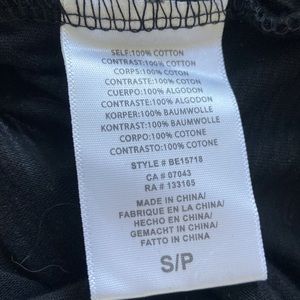 SELF:100% COTTON
CONTRAST:100% COTTON
CORPS:100% COTON
CONTRASTE:100% COTON
CUERPO:100% ALGODON
CONTRASTE:100% ALGODON
KORPER:100% BAUMWOLLE
KONTRAST:100% BAUMWOLLE
CORPO:100% COTONE
CONTRASTO:100% COTONE
STYLE # BE15718
CA # 07043
RA # 133165
MADE IN CHINA/
FABRIQUE EN LA CHINE/
HECHO EN CHINA/
GEMACHT IN CHINA/
FATTO IN CHINA
S/P